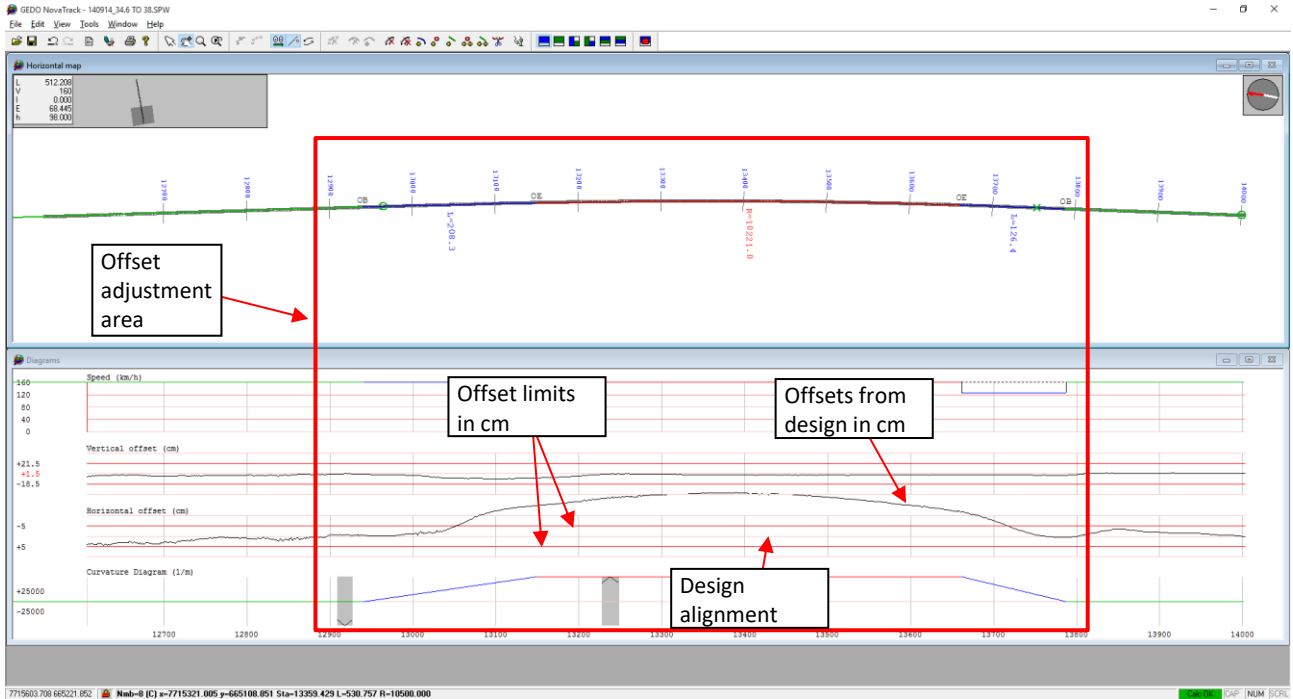 GEDO NovaTrack - 140914_34.6 TO 38.SPW
File Edit View Tools Window Help
Horizontal map
L 512.208
V 160
I 0.000
E 68.445
h 98.000
12700 12800 12900 13000 13100 13200 13300 13400 13500 13600 13700 13800 13900 14000
OB OE OE OB
L=208.3 R=10221.0 L=126.4
Offset
adjustment
area
Diagrams
Speed (km/h)
160
120
80
40
0
Offset limits
in cm
Offsets from
design in cm
Vertical offset (cm)
+21.5
+1.5
-18.5
Horizontal offset (cm)
-5
+5
Curvature Diagram (1/m)
+25000
-25000
Design
alignment
12700 12800 12900 13000 13100 13200 13300 13400 13500 13600 13700 13800 13900 14000
7715603.708 665221.852 Nmb=8 (C) x=7715321.005 y=665108.851 Sta=13359.429 L=530.757 R=10500.000 Calc OK CAP NUM SCRL